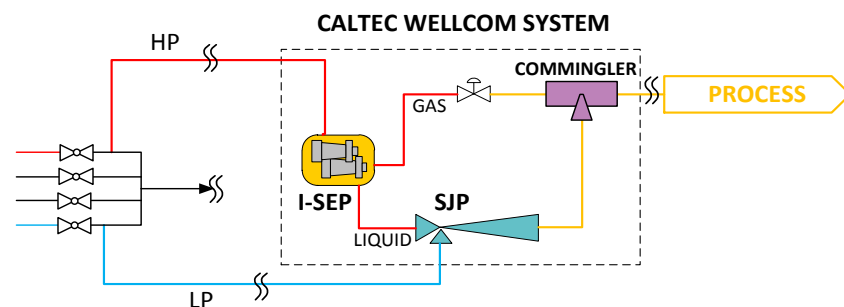 CALTEC WELLCOM SYSTEM
HP
COMMINGLER
GAS
PROCESS
I-SEP
SJP
LIQUID
LP